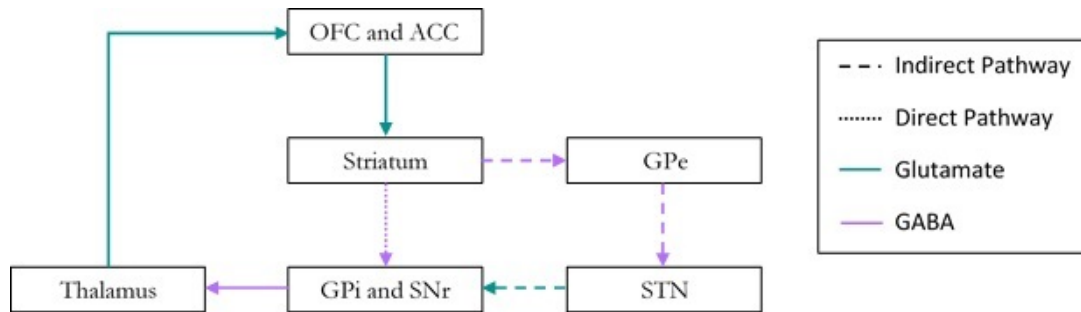 OFC and ACC
Striatum
GPe
Thalamus
GPi and SNr
STN
Indirect Pathway
Direct Pathway
Glutamate
GABA